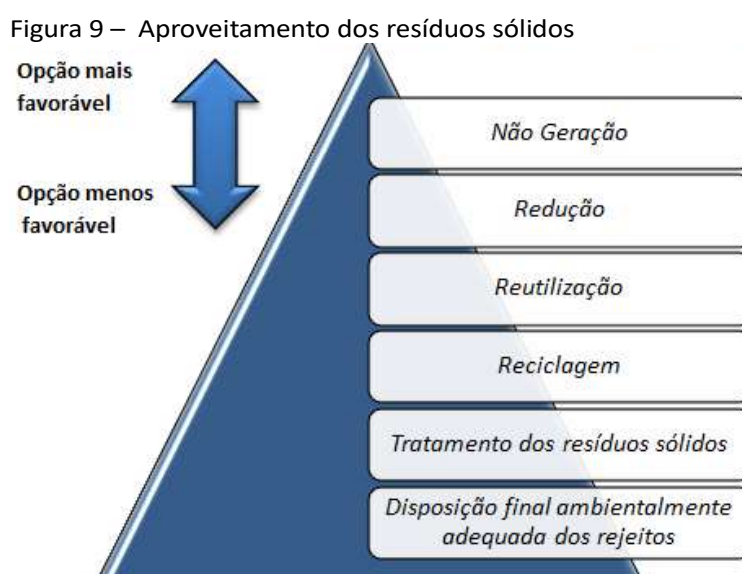 Figura 9 – Aproveitamento dos resíduos sólidos
Opção mais
favorável
Opção menos
favorável
Não Geração
Redução
Reutilização
Reciclagem
Tratamento dos resíduos sólidos
Disposição final ambientalmente
adequada dos rejeitos